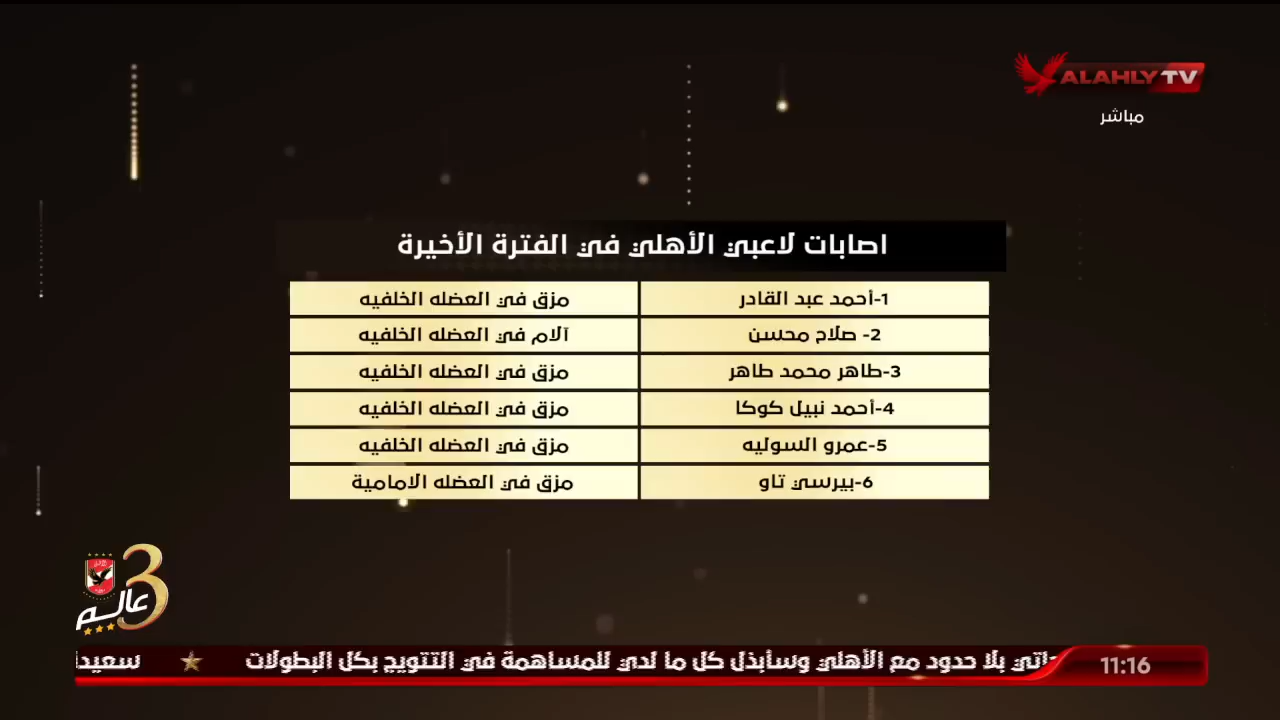 ALAHLY TV
مباشر
اصابات لاعبي الأهلي في الفترة الأخيرة
1-أحمد عبد القادر مزق في العضله الخلفيه
2- صلاح محسن آلام في العضله الخلفيه
3-طاهر محمد طاهر مزق في العضله الخلفيه
4-أحمد نبيل كوكا مزق في العضله الخلفيه
5-عمرو السوليه مزق في العضله الخلفيه
6-بيرسي تاو مزق في العضله الامامية
3 عالم
11:16 بلا حدود مع الأهلي وسأبذل كل ما لدي للمساهمة في التتويج بكل البطولات